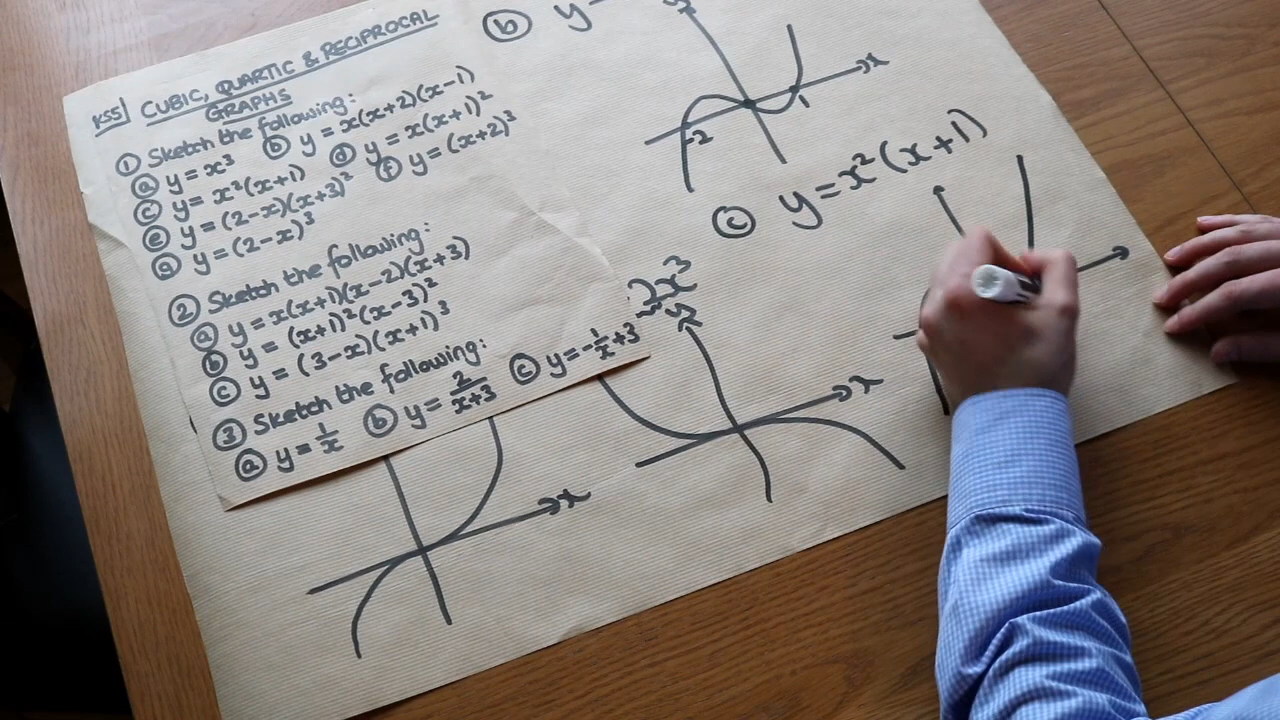 KS5 CUBIC, QUARTIC & RECIPROCAL
GRAPHS
① Sketch the following:
ⓐ y = x³ ⓑ y = x(x+2)(x-1)
ⓒ y = x²(x+1) ⓓ y = x(x+1)²
ⓔ y = (2-x)(x+3)² ⓕ y = (x+2)³
ⓐ y = (2-x)³
② Sketch the following:
ⓐ y = x(x+1)(x-2)(x+3)
ⓑ y = (x+1)²(x-3)²
ⓒ y = (3-x)(x+1)³
③ Sketch the following:
ⓐ y = 1/x ⓑ y = 2/(x+3) ⓒ y = -1/x + 3
ⓑ y =
x
-2
1
ⓒ y = x²(x+1)
x³
y
x
x